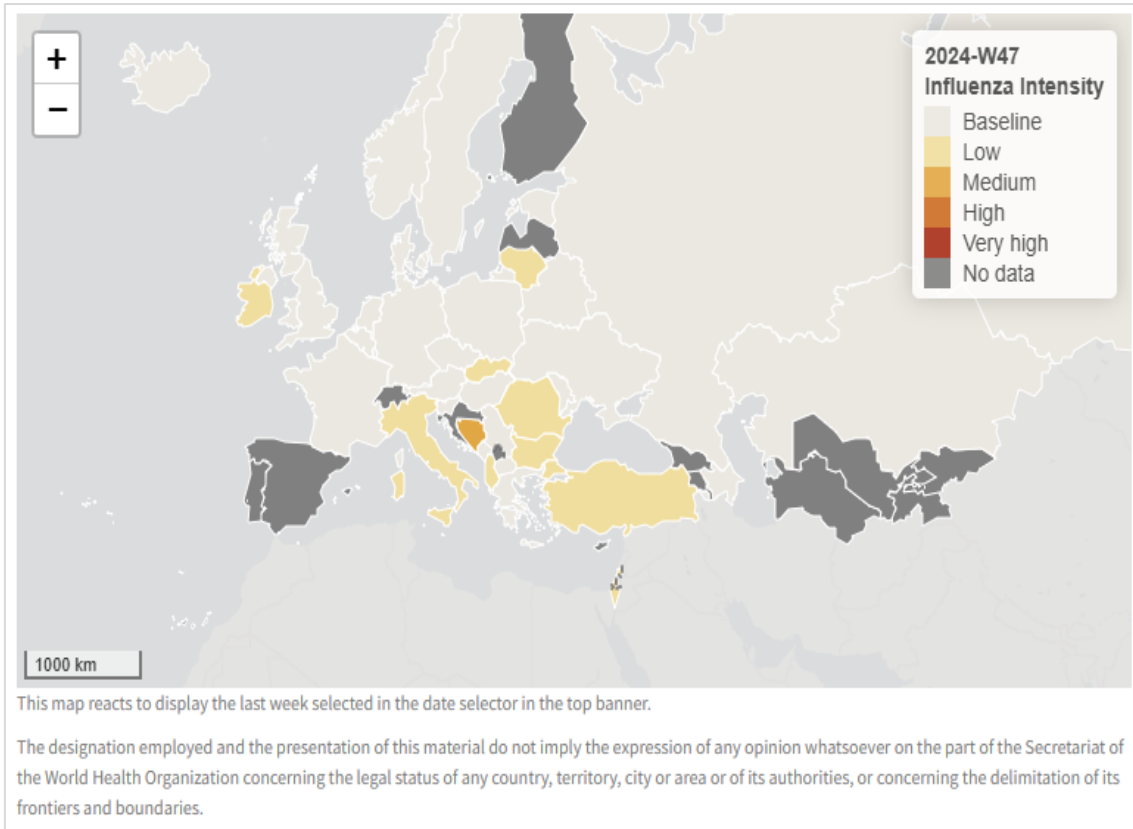 +
−
2024-W47
Influenza Intensity
Baseline
Low
Medium
High
Very high
No data
1000 km
This map reacts to display the last week selected in the date selector in the top banner.
The designation employed and the presentation of this material do not imply the expression of any opinion whatsoever on the part of the Secretariat of
the World Health Organization concerning the legal status of any country, territory, city or area or of its authorities, or concerning the delimitation of its
frontiers and boundaries.